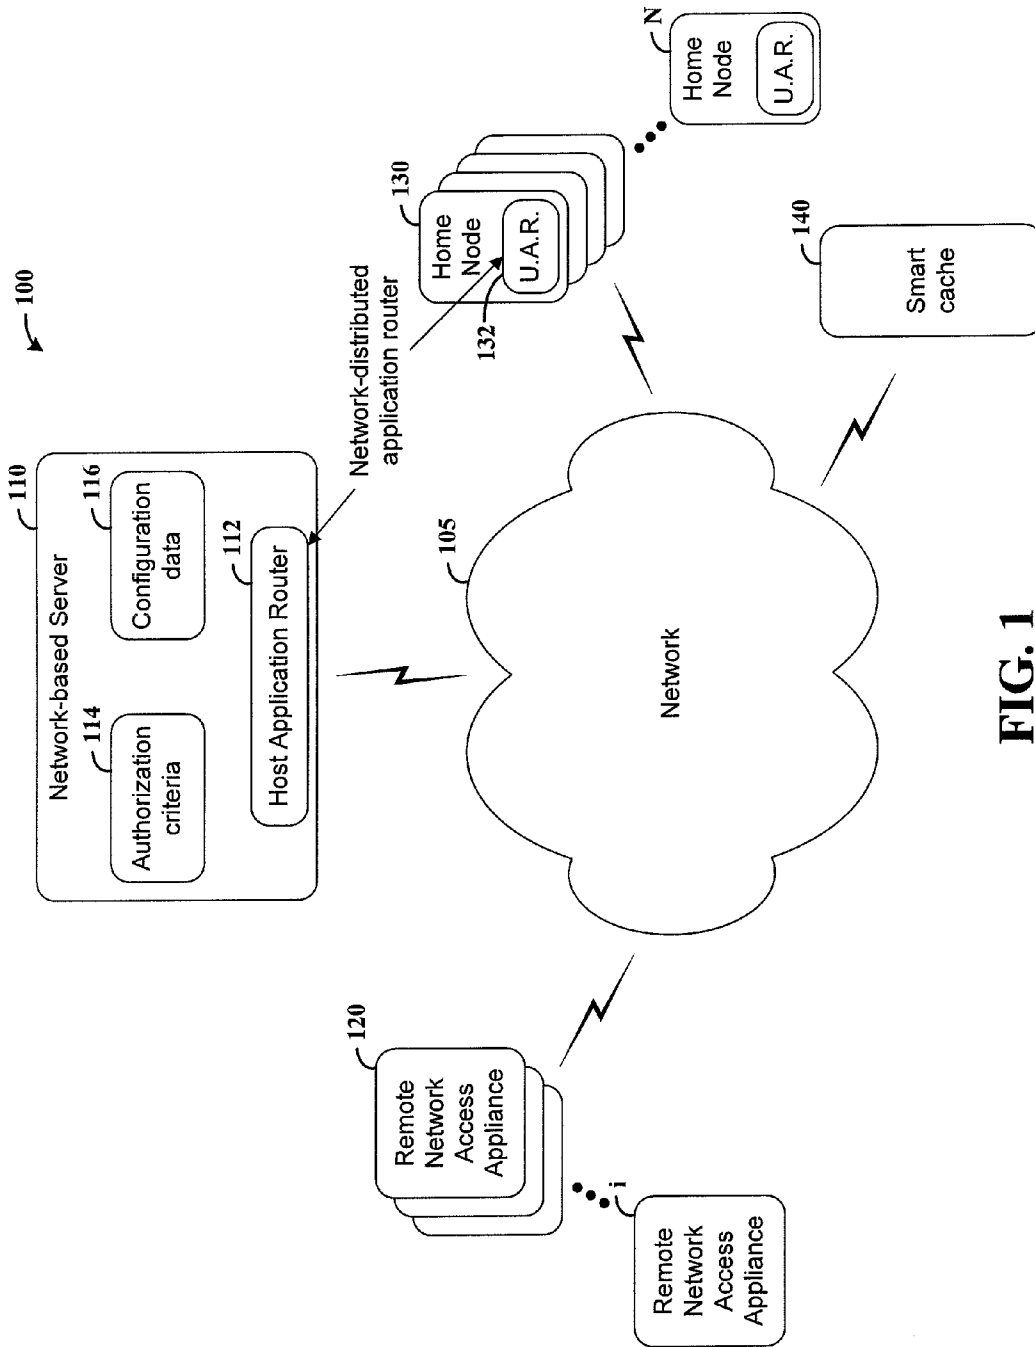 100
110
Network-based Server
114
Authorization
criteria
116
Configuration
data
112
Host Application Router
Network-distributed
application router
120
Remote
Network
Access
Appliance
i
Remote
Network
Access
Appliance
105
Network
130
Home
Node
132
U.A.R.
N
Home
Node
U.A.R.
140
Smart
cache
FIG. 1